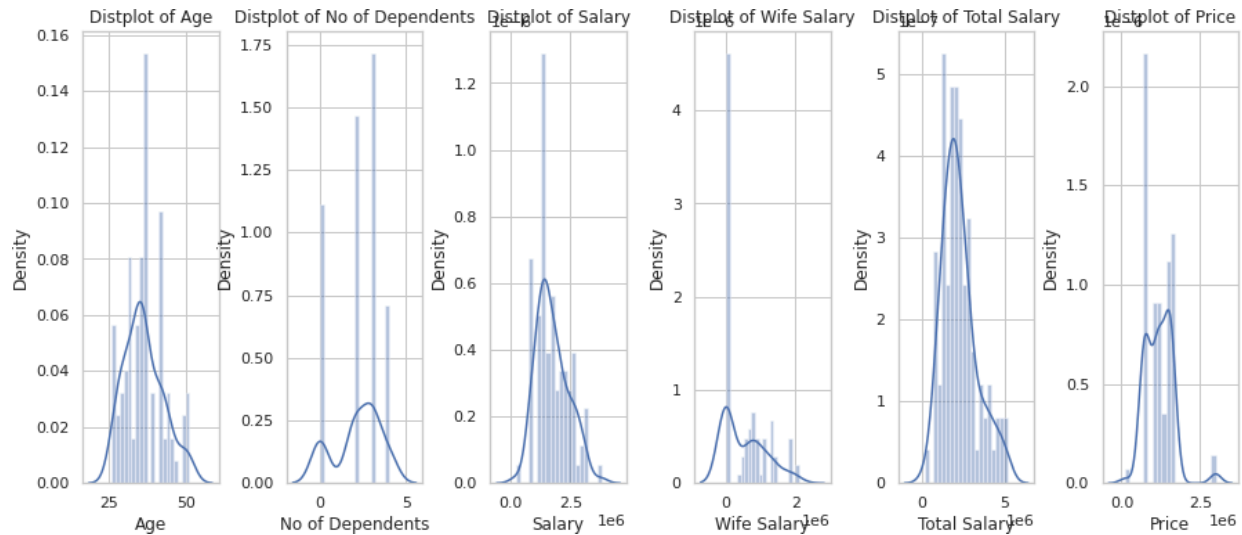 Distplot of Age
0.16
0.14
0.12
0.10
0.08
0.06
0.04
0.02
0.00
Density
25 50
Age
Distplot of No of Dependents
1.75
1.50
1.25
1.00
0.75
0.50
0.25
0.00
Density
0 5
No of Dependents
Distplot of Salary
1e−6
1.2
1.0
0.8
0.6
0.4
0.2
0.0
0.0 2.5
1e6
Salary
Distplot of Wife Salary
1e−6
4
3
2
1
0
Density
0 2
1e6
Wife Salary
Distplot of Total Salary
1e−7
5
4
3
2
1
0
Density
0 5
1e6
Total Salary
Distplot of Price
1e−6
2.0
1.5
1.0
0.5
0.0
Density
0.0 2.5
1e6
Price